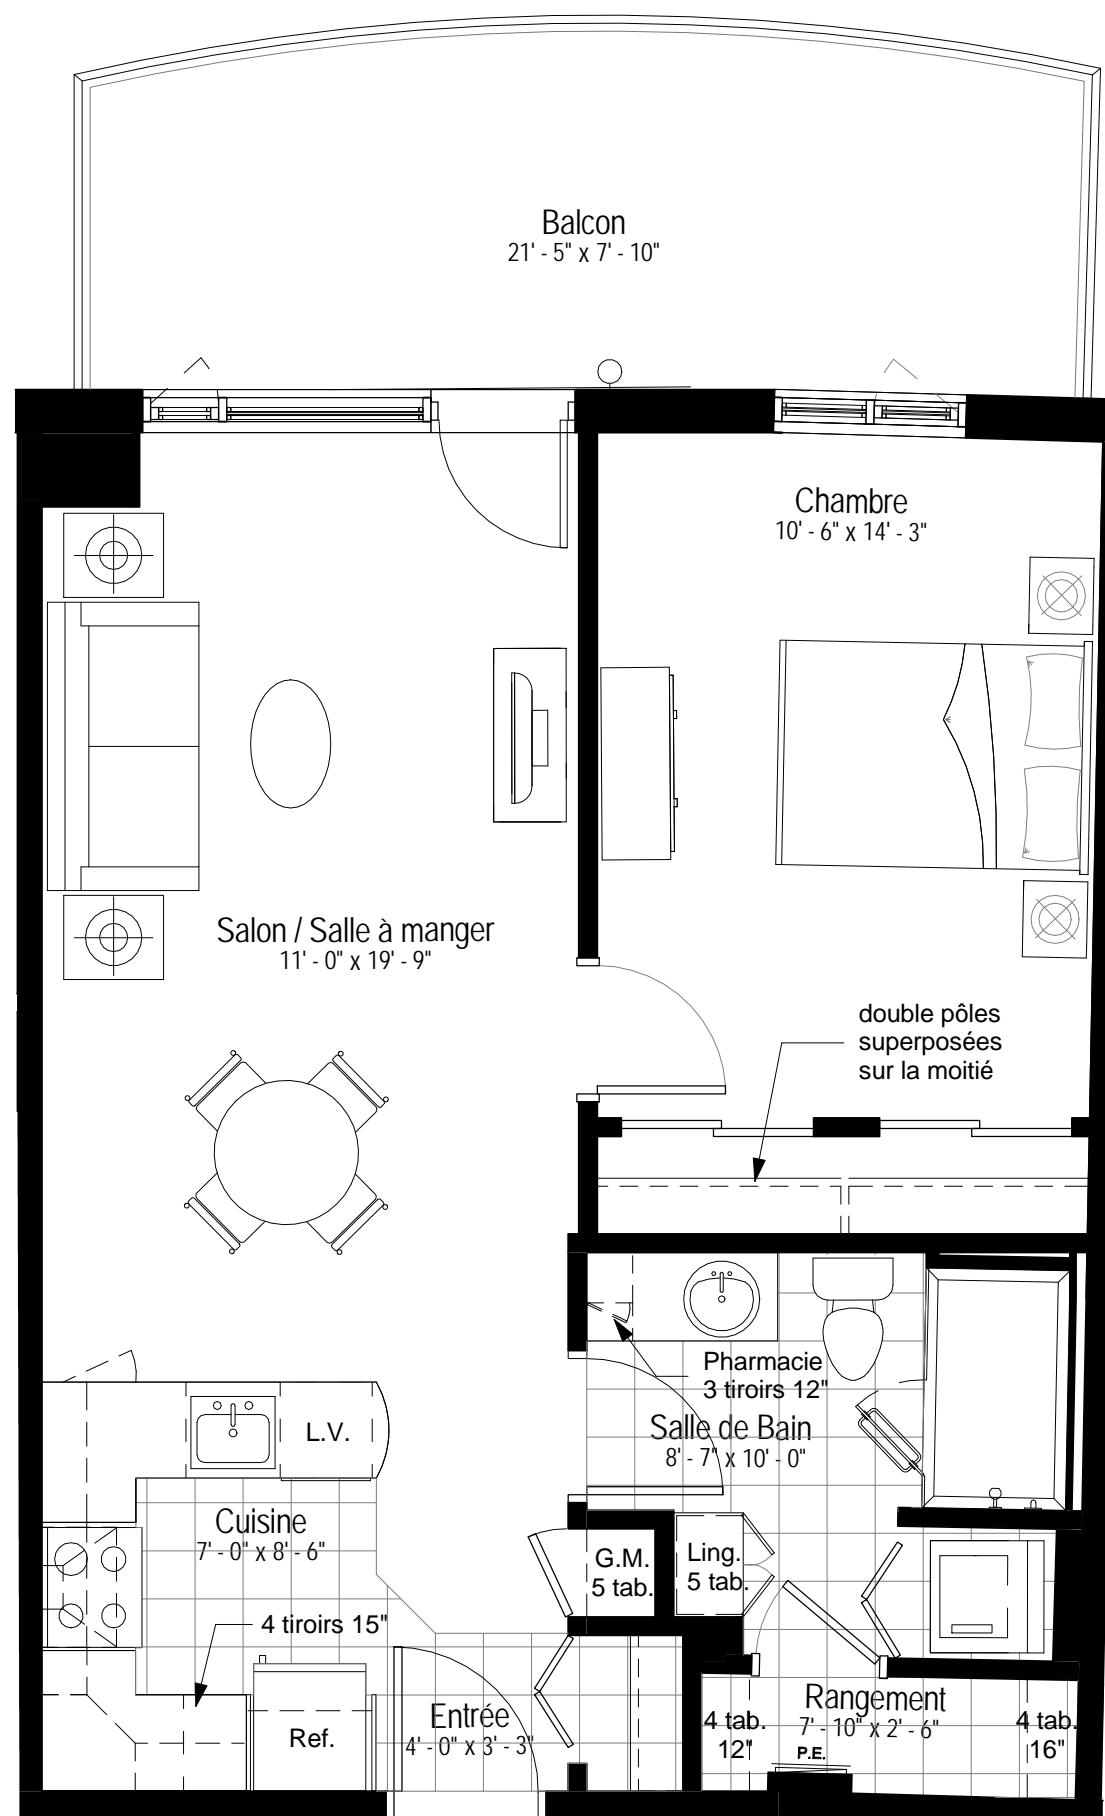 Balcon
21' - 5" x 7' - 10"
Chambre
10' - 6" x 14' - 3"
Salon / Salle à manger
11' - 0" x 19' - 9"
double pôles
superposées
sur la moitié
Pharmacie
3 tiroirs 12"
L.V.
Salle de Bain
8' - 7" x 10' - 0"
Cuisine
7' - 0" x 8' - 6"
G.M.
5 tab.
Ling.
5 tab.
4 tiroirs 15"
Ref.
Entrée
4' - 0" x 3' - 3"
Rangement
7' - 10" x 2' - 6"
4 tab.
12"
P.E.
4 tab.
16"